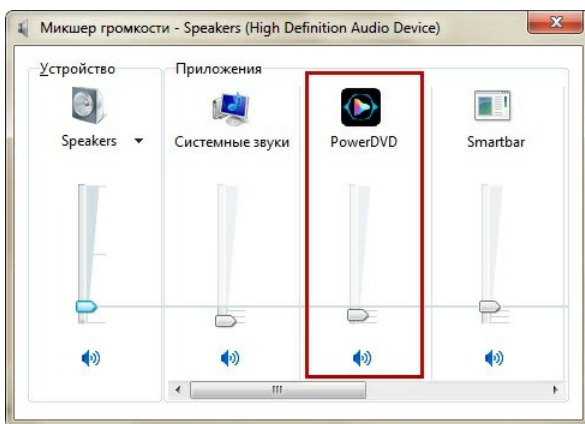 Микшер громкости - Speakers (High Definition Audio Device)
Устройство
Приложения
Speakers
Системные звуки
PowerDVD
Smartbar